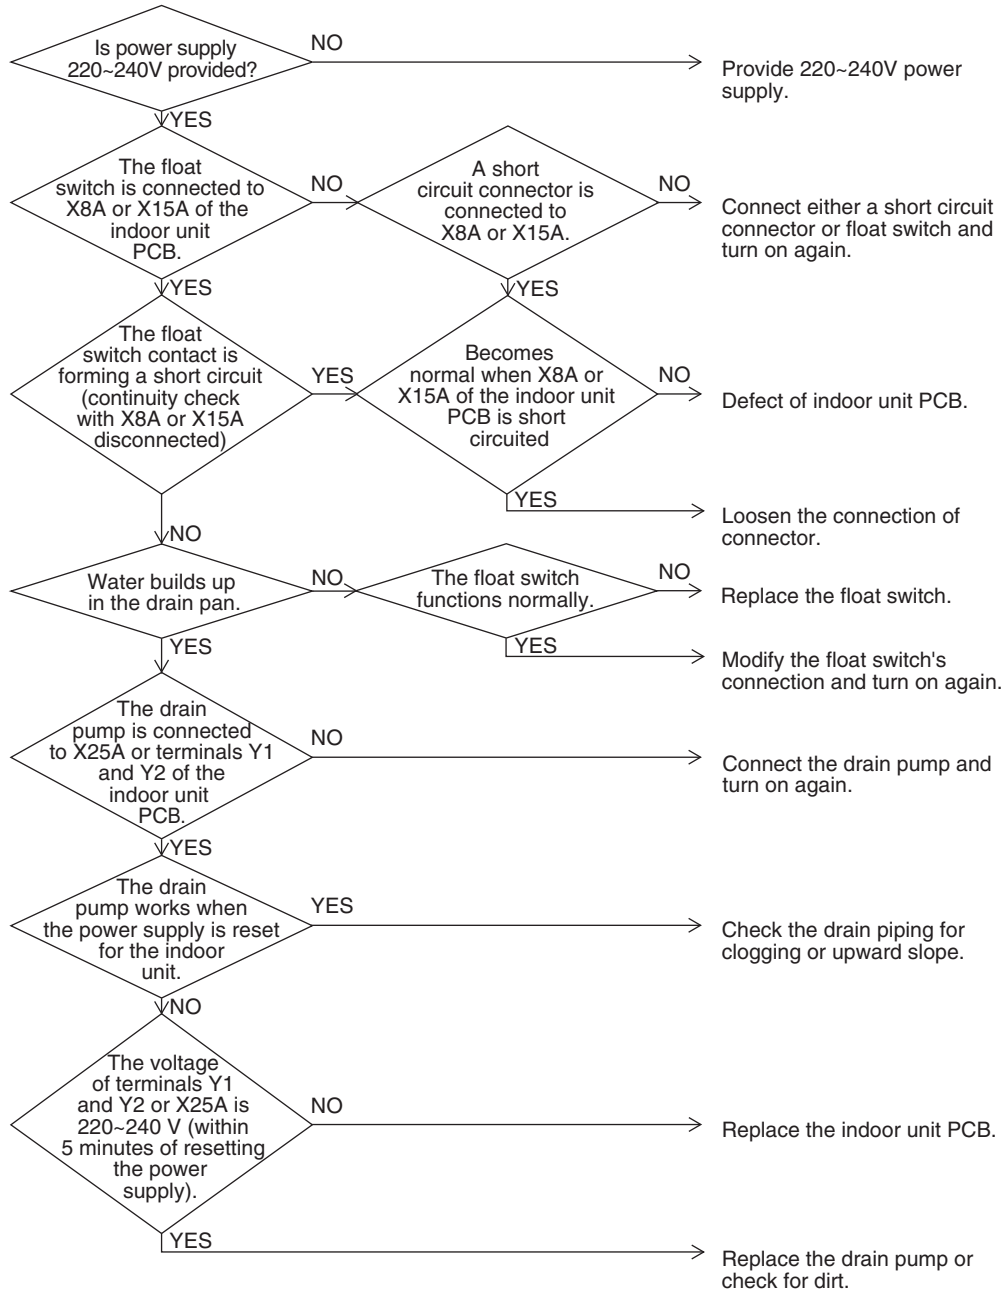 Is power supply
220~240V provided?
NO
Provide 220~240V power
supply.
YES
The float
switch is connected to
X8A or X15A of the
indoor unit
PCB.
NO
A short
circuit connector is
connected to
X8A or X15A.
NO
Connect either a short circuit
connector or float switch and
turn on again.
YES
YES
The float
switch contact is
forming a short circuit
(continuity check
with X8A or X15A
disconnected)
YES
Becomes
normal when X8A or
X15A of the indoor unit
PCB is short
circuited
NO
Defect of indoor unit PCB.
YES
Loosen the connection of
connector.
NO
Water builds up
in the drain pan.
NO
The float switch
functions normally.
NO
Replace the float switch.
YES
YES
Modify the float switch's
connection and turn on again.
The drain
pump is connected
to X25A or terminals Y1
and Y2 of the
indoor unit
PCB.
NO
Connect the drain pump and
turn on again.
YES
The drain
pump works when
the power supply is reset
for the indoor
unit.
YES
Check the drain piping for
clogging or upward slope.
NO
The voltage
of terminals Y1
and Y2 or X25A is
220~240 V (within
5 minutes of resetting
the power
supply).
NO
Replace the indoor unit PCB.
YES
Replace the drain pump or
check for dirt.